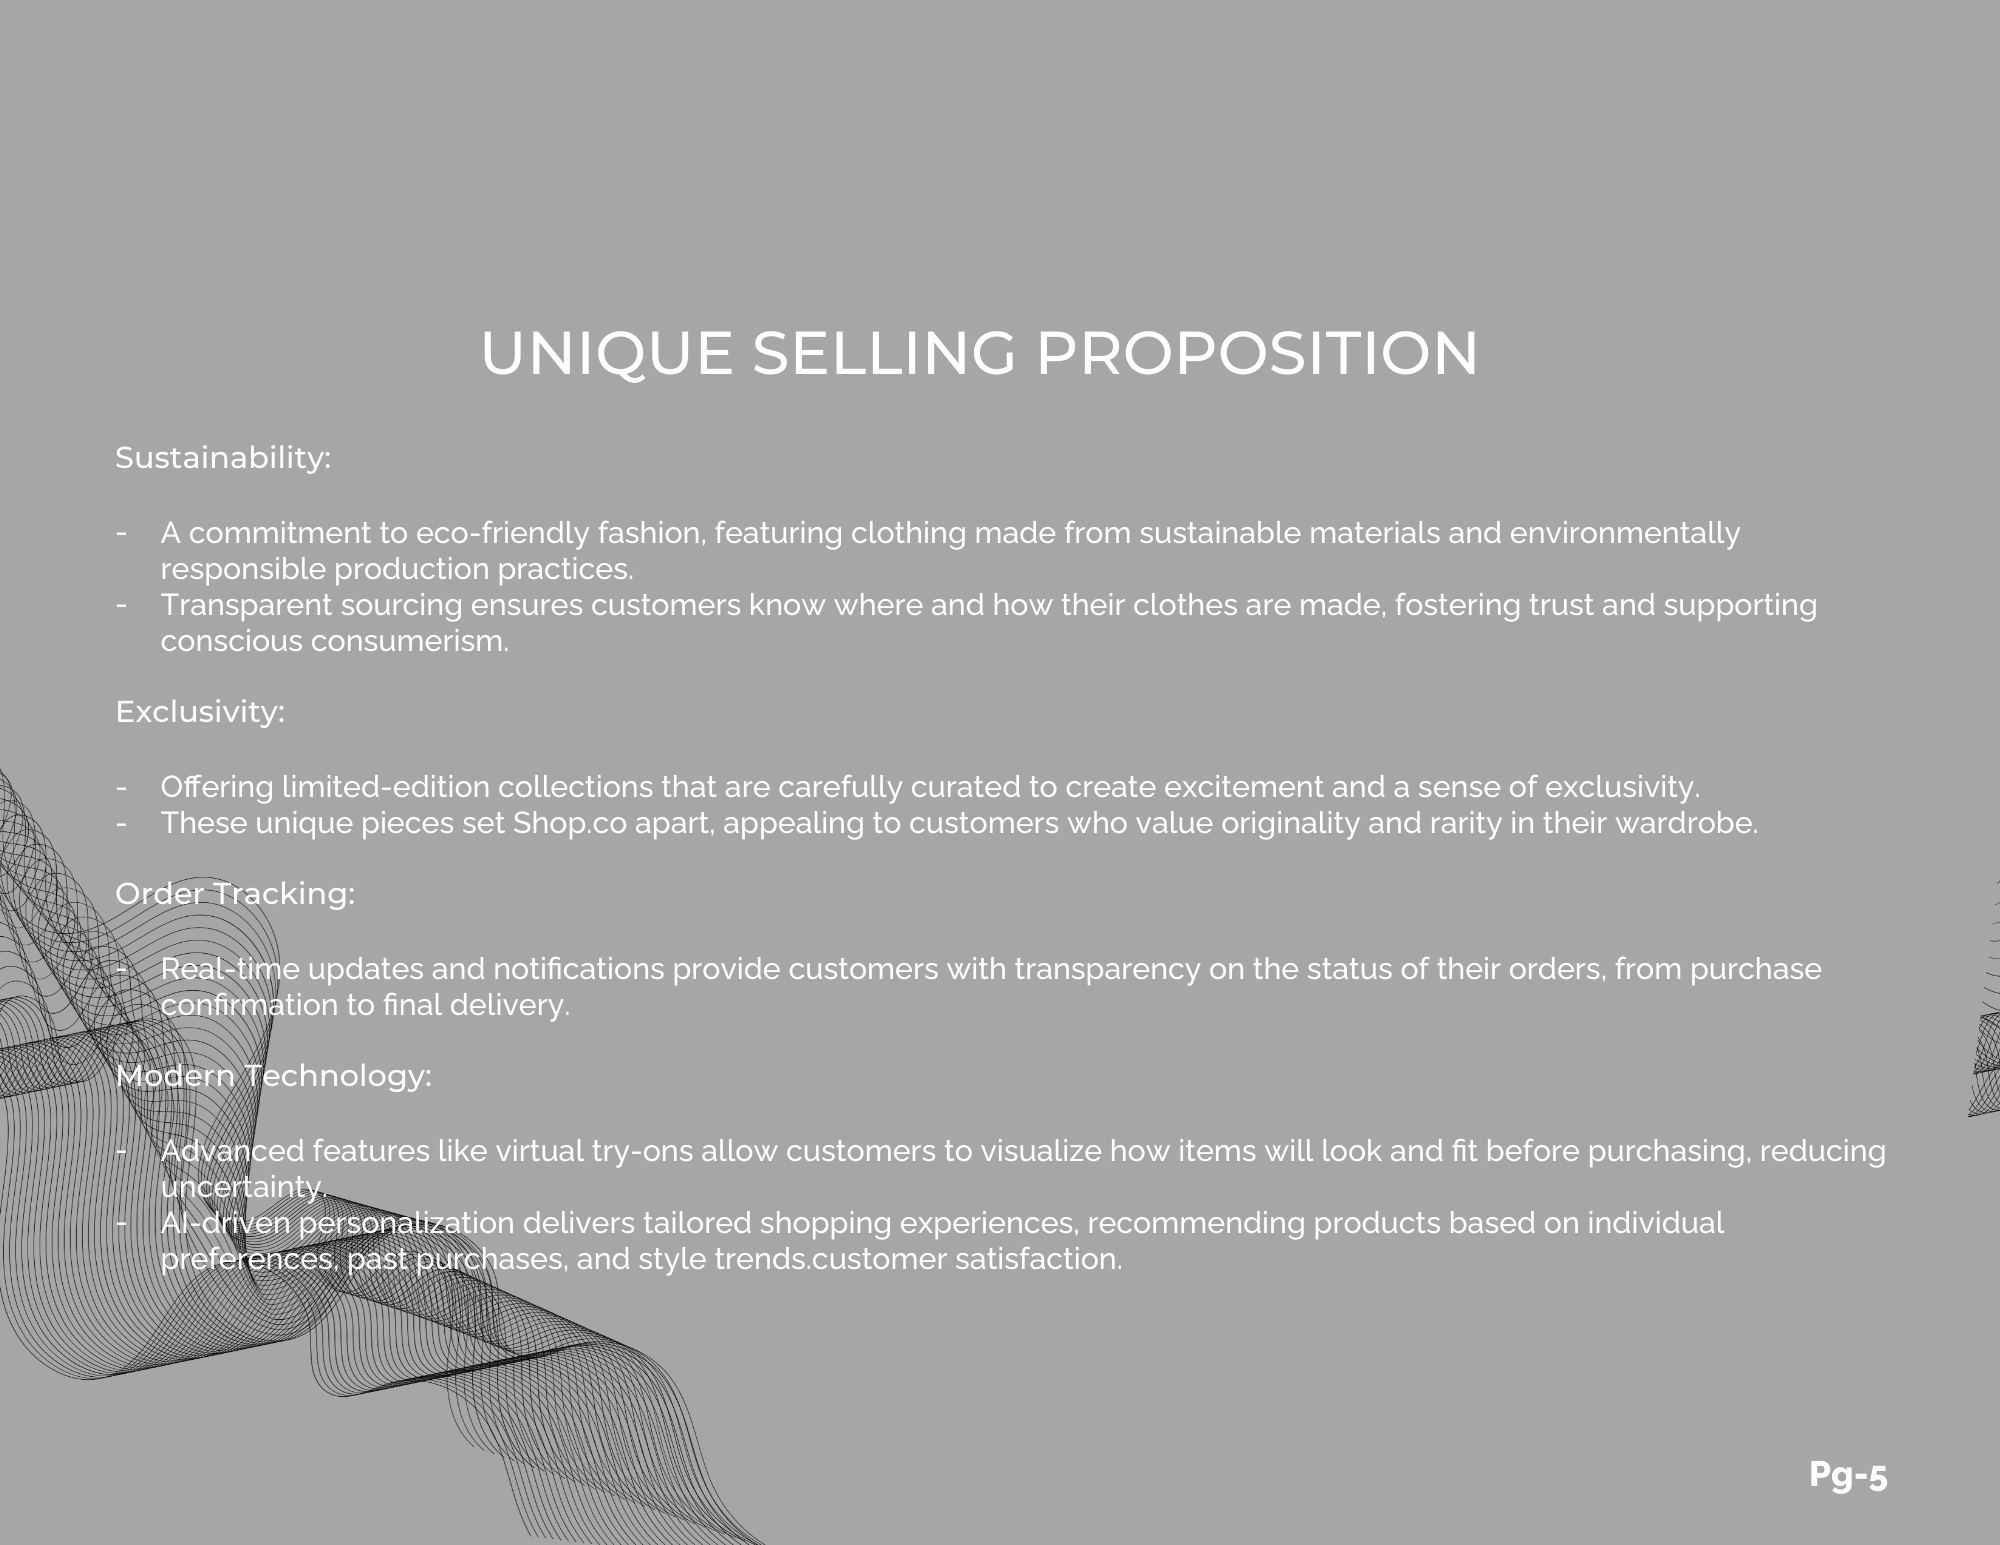 UNIQUE SELLING PROPOSITION
Sustainability:
- A commitment to eco-friendly fashion, featuring clothing made from sustainable materials and environmentally
responsible production practices.
- Transparent sourcing ensures customers know where and how their clothes are made, fostering trust and supporting
conscious consumerism.
Exclusivity:
- Offering limited-edition collections that are carefully curated to create excitement and a sense of exclusivity.
- These unique pieces set Shop.co apart, appealing to customers who value originality and rarity in their wardrobe.
Order Tracking:
- Real-time updates and notifications provide customers with transparency on the status of their orders, from purchase
confirmation to final delivery.
Modern Technology:
- Advanced features like virtual try-ons allow customers to visualize how items will look and fit before purchasing, reducing
uncertainty.
- AI-driven personalization delivers tailored shopping experiences, recommending products based on individual
preferences, past purchases, and style trends.customer satisfaction.
Pg-5